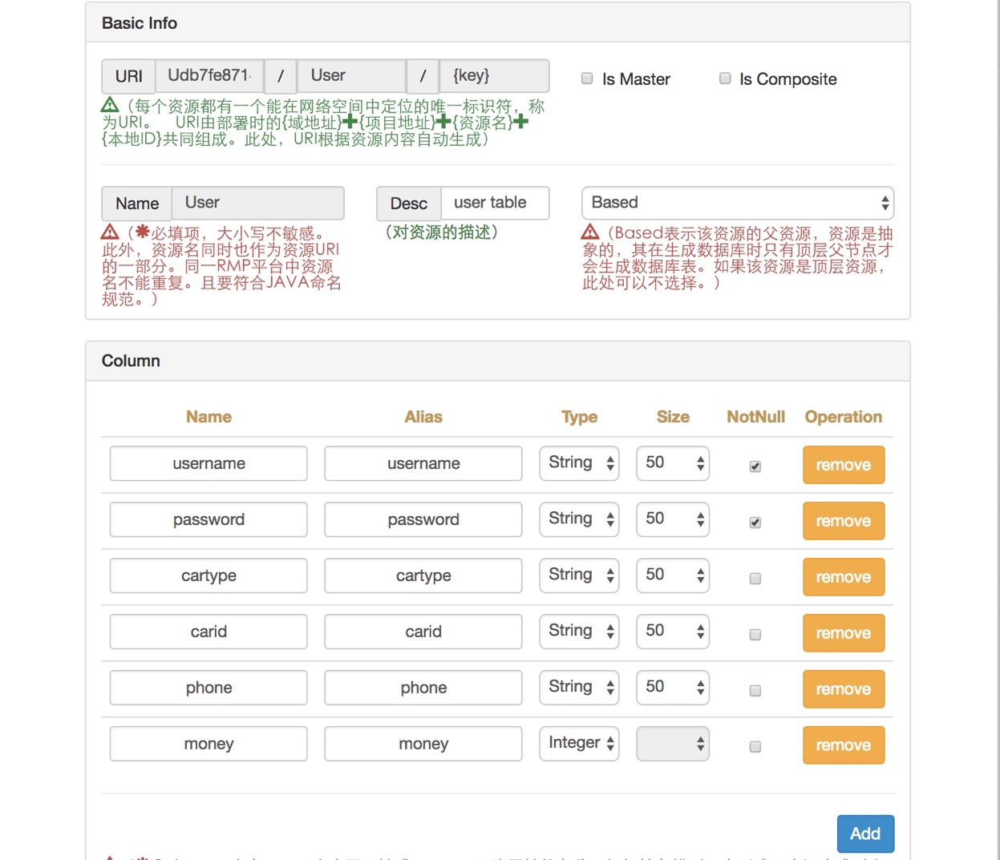 Basic Info
URI Udb7fe871 / User / {key} Is Master Is Composite
（每个资源都有一个能在网络空间中定位的唯一标识符，称
为URI。 URI由部署时的{域地址}✚{项目地址}✚{资源名}✚
{本地ID}共同组成。此处，URI根据资源内容自动生成）
Name User Desc user table Based
（✱必填项，大小写不敏感。
此外，资源名同时也作为资源URI
的一部分。同一RMP平台中资源
名不能重复。且要符合JAVA命名
规范。）
（对资源的描述）
（Based表示该资源的父资源，资源是抽
象的，其在生成数据库时只有顶层父节点才
会生成数据库表。如果该资源是顶层资源，
此处可以不选择。）
Column
Name Alias Type Size NotNull Operation
username username String 50 remove
password password String 50 remove
cartype cartype String 50 remove
carid carid String 50 remove
phone phone String 50 remove
money money Integer remove
Add